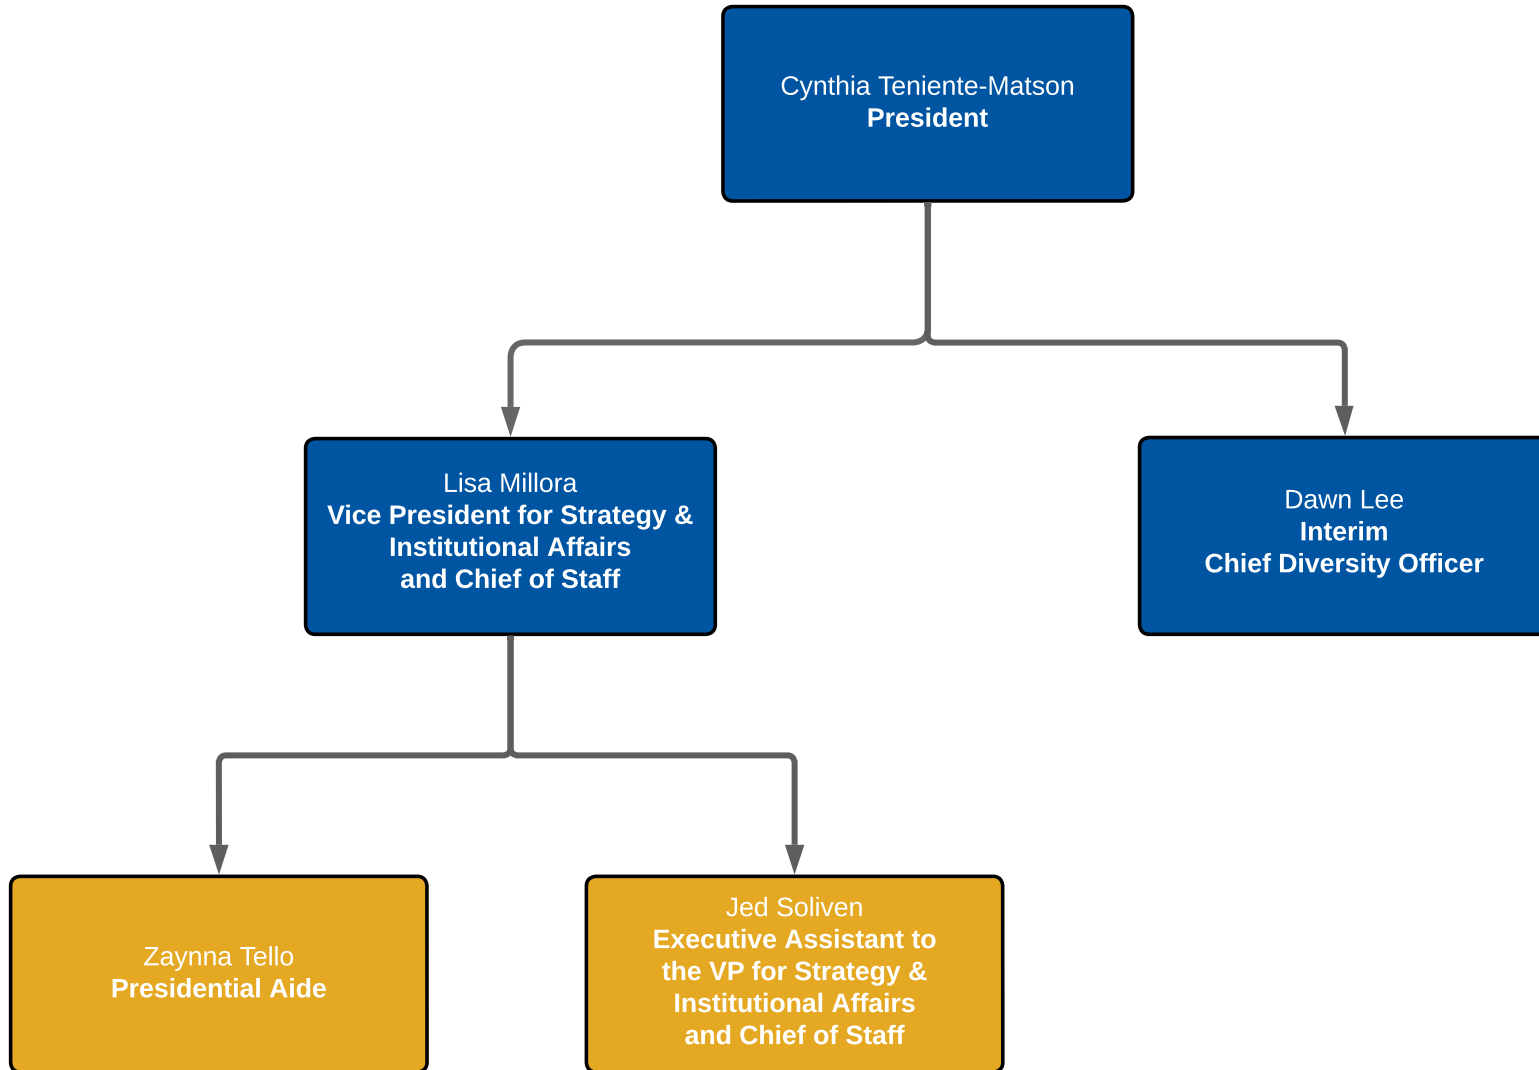 Cynthia Teniente-Matson
President
Lisa Millora
Vice President for Strategy &
Institutional Affairs
and Chief of Staff
Dawn Lee
Interim
Chief Diversity Officer
Zaynna Tello
Presidential Aide
Jed Soliven
Executive Assistant to
the VP for Strategy &
Institutional Affairs
and Chief of Staff